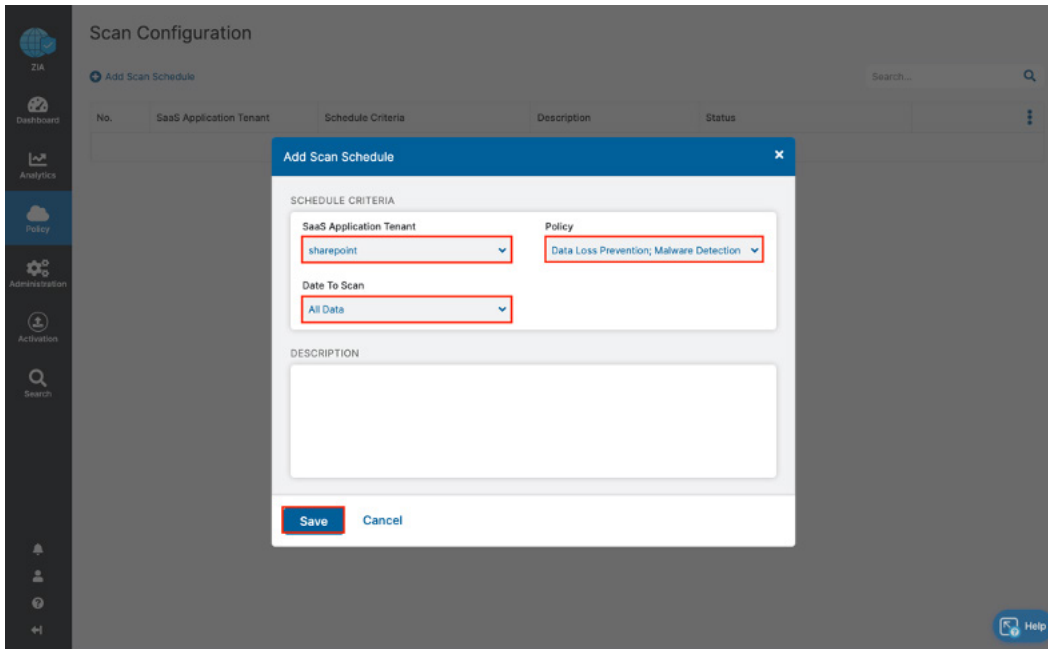 ZIA
Dashboard
Analytics
Policy
Administration
Activation
Search
Scan Configuration
Add Scan Schedule
Search...
No. SaaS Application Tenant Schedule Criteria Description Status
Add Scan Schedule
SCHEDULE CRITERIA
SaaS Application Tenant Policy
sharepoint Data Loss Prevention; Malware Detection
Date To Scan
All Data
DESCRIPTION
Save Cancel
Help